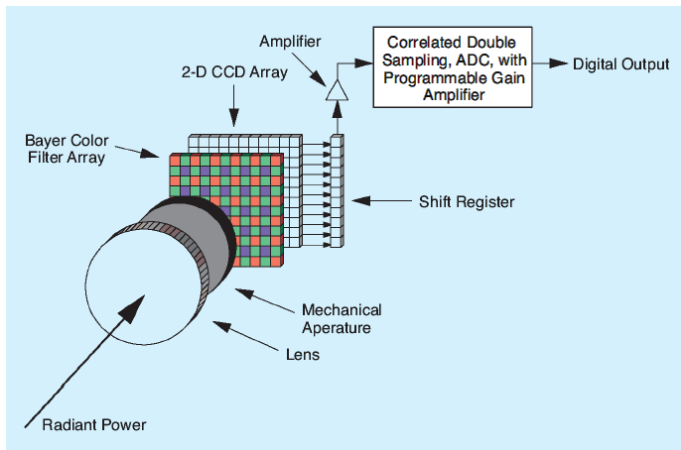 Amplifier
Correlated Double
Sampling, ADC, with
Programmable Gain
Amplifier
Digital Output
2-D CCD Array
Bayer Color
Filter Array
Shift Register
Mechanical
Aperature
Lens
Radiant Power